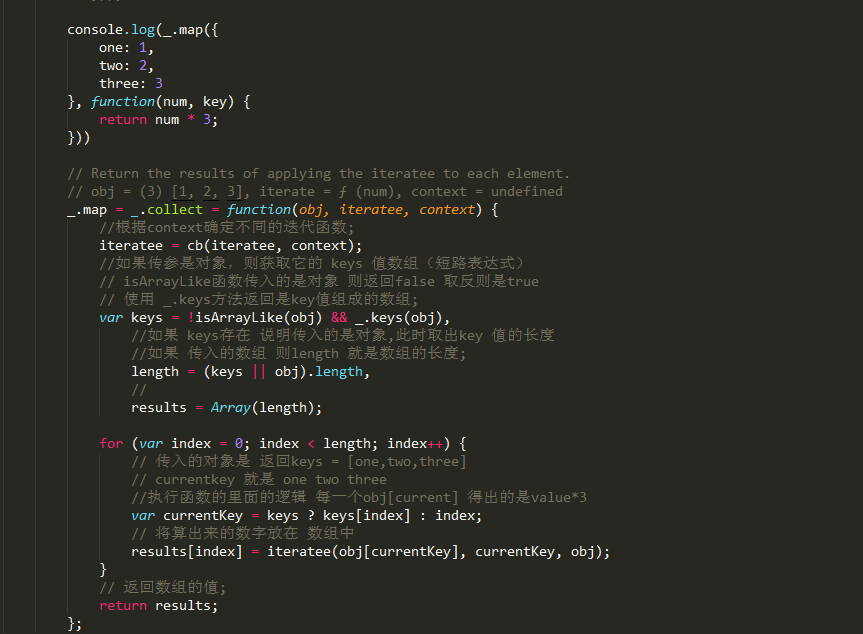 console.log(_.map({
    one: 1,
    two: 2,
    three: 3
}, function(num, key) {
    return num * 3;
}))
// Return the results of applying the iteratee to each element.
// obj = (3) [1, 2, 3], iterate = ƒ (num), context = undefined
_.map = _.collect = function(obj, iteratee, context) {
    //根据context确定不同的迭代函数;
    iteratee = cb(iteratee, context);
    //如果传参是对象，则获取它的 keys 值数组（短路表达式）
    // isArrayLike函数传入的是对象 则返回false 取反则是true
    // 使用 _.keys方法返回是key值组成的数组;
    var keys = !isArrayLike(obj) && _.keys(obj),
        //如果 keys存在 说明传入的是对象,此时取出key 值的长度
        //如果 传入的数组 则length 就是数组的长度;
        length = (keys || obj).length,
        //
        results = Array(length);
    for (var index = 0; index < length; index++) {
        // 传入的对象是 返回keys = [one,two,three]
        // currentkey 就是 one two three
        //执行函数的里面的逻辑 每一个obj[current] 得出的是value*3
        var currentKey = keys ? keys[index] : index;
        // 将算出来的数字放在 数组中
        results[index] = iteratee(obj[currentKey], currentKey, obj);
    }
    // 返回数组的值;
    return results;
};